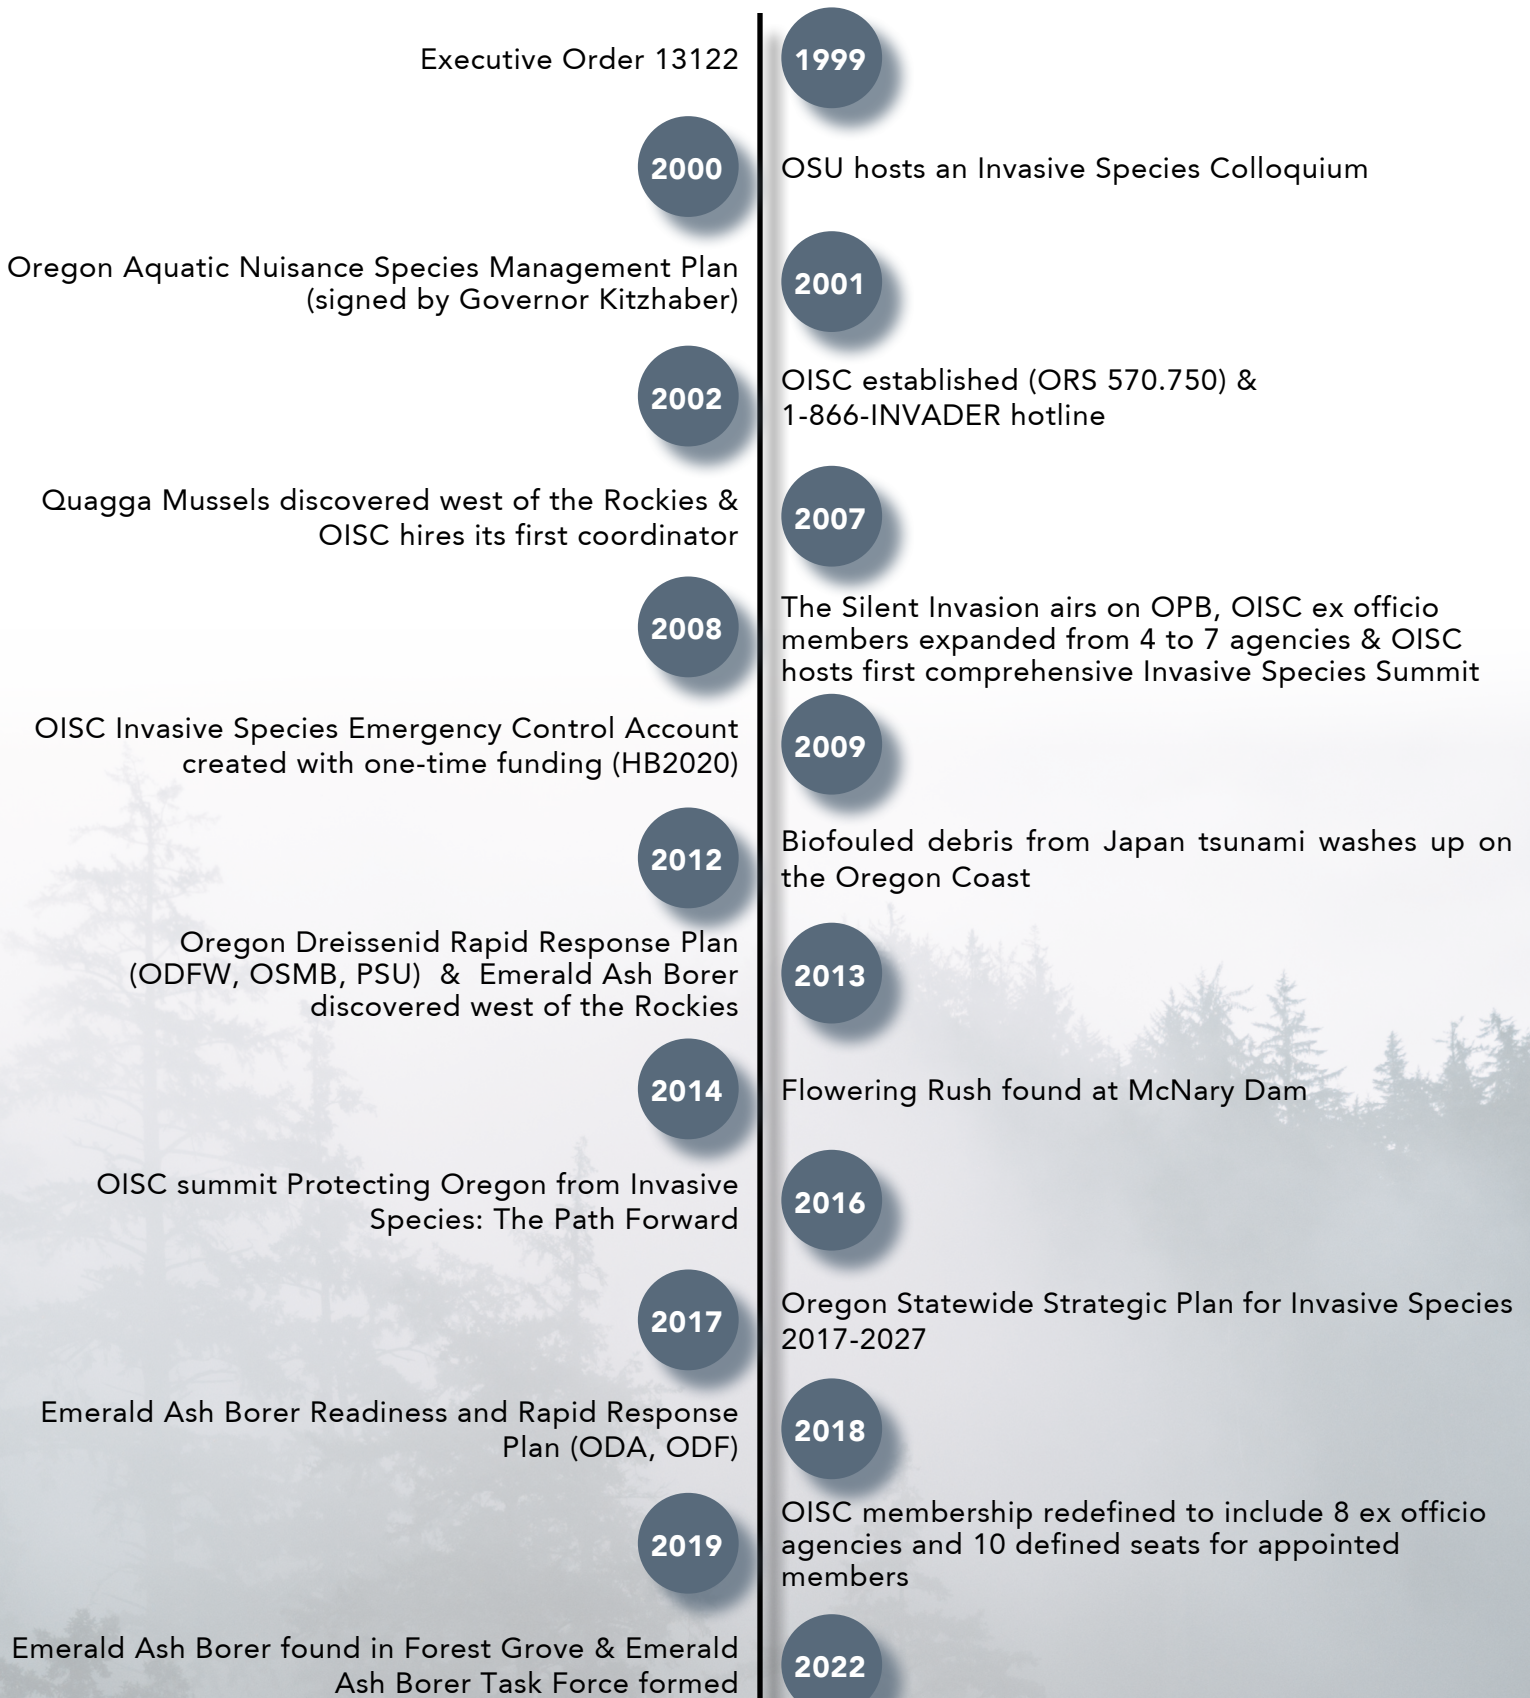 Executive Order 13122
1999
2000
OSU hosts an Invasive Species Colloquium
Oregon Aquatic Nuisance Species Management Plan
(signed by Governor Kitzhaber)
2001
2002
OISC established (ORS 570.750) &
1-866-INVADER hotline
Quagga Mussels discovered west of the Rockies &
OISC hires its first coordinator
2007
2008
The Silent Invasion airs on OPB, OISC ex officio
members expanded from 4 to 7 agencies & OISC
hosts first comprehensive Invasive Species Summit
OISC Invasive Species Emergency Control Account
created with one-time funding (HB2020)
2009
2012
Biofouled debris from Japan tsunami washes up on
the Oregon Coast
Oregon Dreissenid Rapid Response Plan
(ODFW, OSMB, PSU) & Emerald Ash Borer
discovered west of the Rockies
2013
2014
Flowering Rush found at McNary Dam
OISC summit Protecting Oregon from Invasive
Species: The Path Forward
2016
2017
Oregon Statewide Strategic Plan for Invasive Species
2017-2027
Emerald Ash Borer Readiness and Rapid Response
Plan (ODA, ODF)
2018
2019
OISC membership redefined to include 8 ex officio
agencies and 10 defined seats for appointed
members
Emerald Ash Borer found in Forest Grove & Emerald
Ash Borer Task Force formed
2022